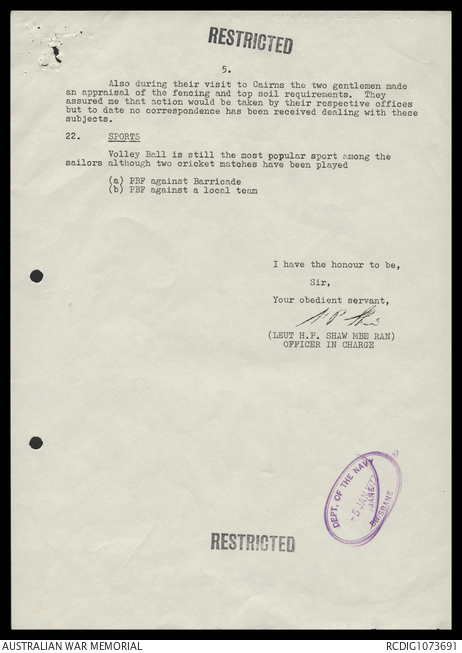 RESTRICTED
5.
Also during their visit to Cairns the two gentlemen made
an appraisal of the fencing and top soil requirements. They
assured me that action would be taken by their respective offices
but to date no correspondence has been received dealing with these
subjects.
22. SPORTS
Volley Ball is still the most popular sport among the
sailors although two cricket matches have been played
(a) PBF against Barricade
(b) PBF against a local team
I have the honour to be,
Sir,
Your obedient servant,
(LEUT H.P. SHAW MBE RAN)
OFFICER IN CHARGE
DEPT. OF THE NAVY
-5 JAN
BRISBANE
RESTRICTED
AUSTRALIAN WAR MEMORIAL
RCDIG1073691